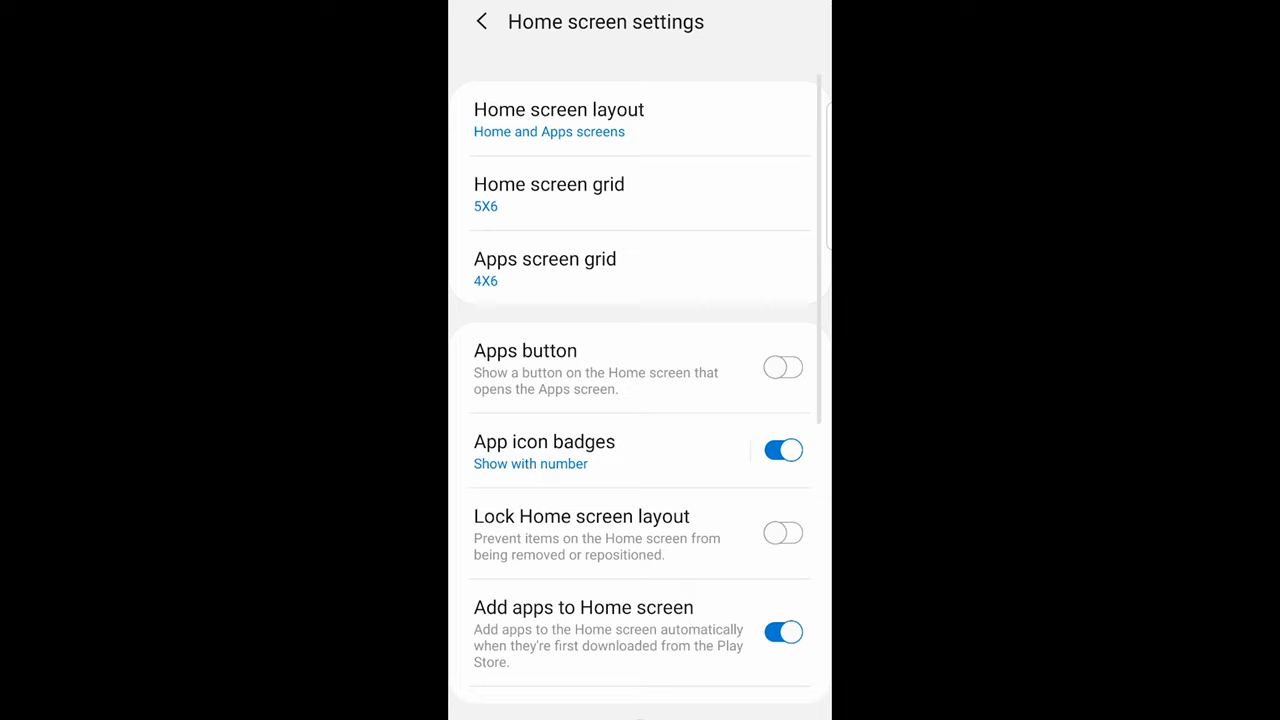 Home screen settings
Home screen layout
Home and Apps screens
Home screen grid
5X6
Apps screen grid
4X6
Apps button
Show a button on the Home screen that
opens the Apps screen.
App icon badges
Show with number
Lock Home screen layout
Prevent items on the Home screen from
being removed or repositioned.
Add apps to Home screen
Add apps to the Home screen automatically
when they're first downloaded from the Play
Store.